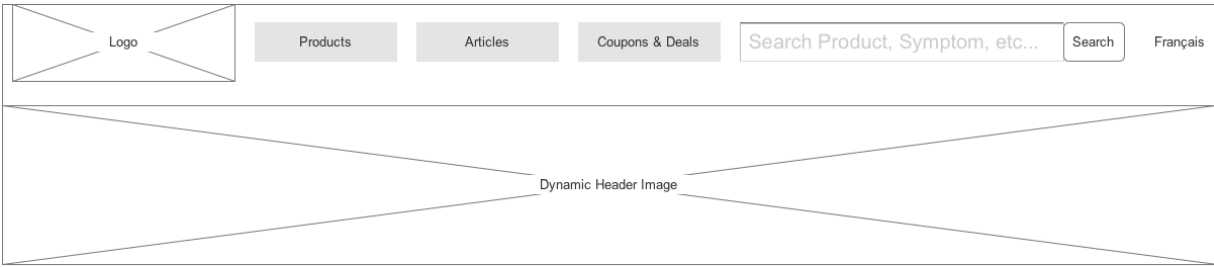 Logo
Products
Articles
Coupons & Deals
Search Product, Symptom, etc...
Search
Français
Dynamic Header Image